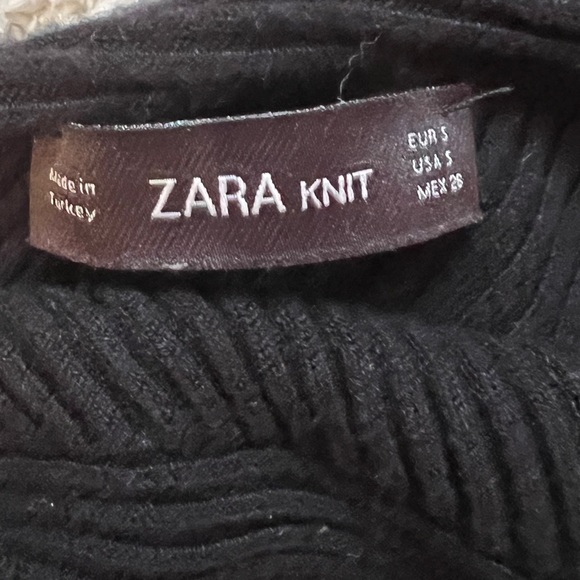 Made in
Turkey
ZARA KNIT
EUR S
USA S
MEX 26